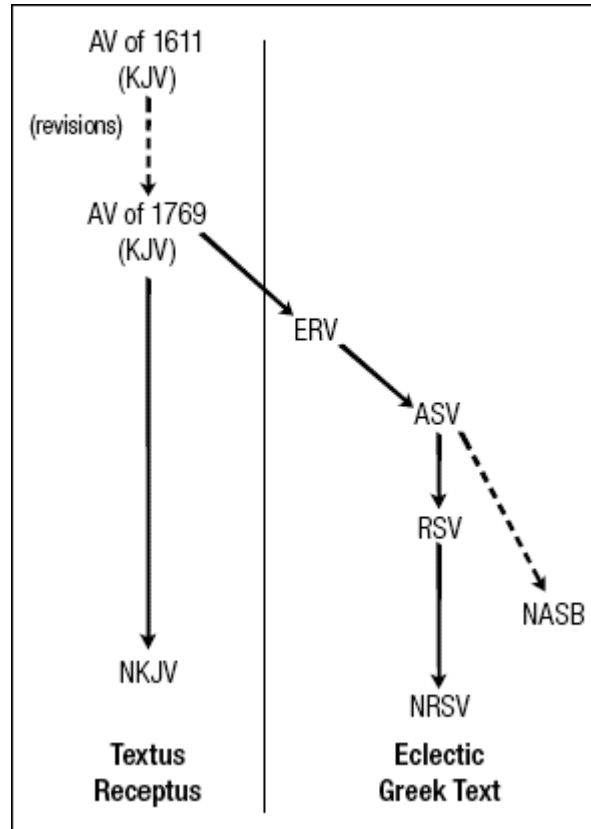 AV of 1611
(KJV)
(revisions)
AV of 1769
(KJV)
ERV
ASV
RSV
NASB
NKJV
NRSV
Textus
Receptus
Eclectic
Greek Text